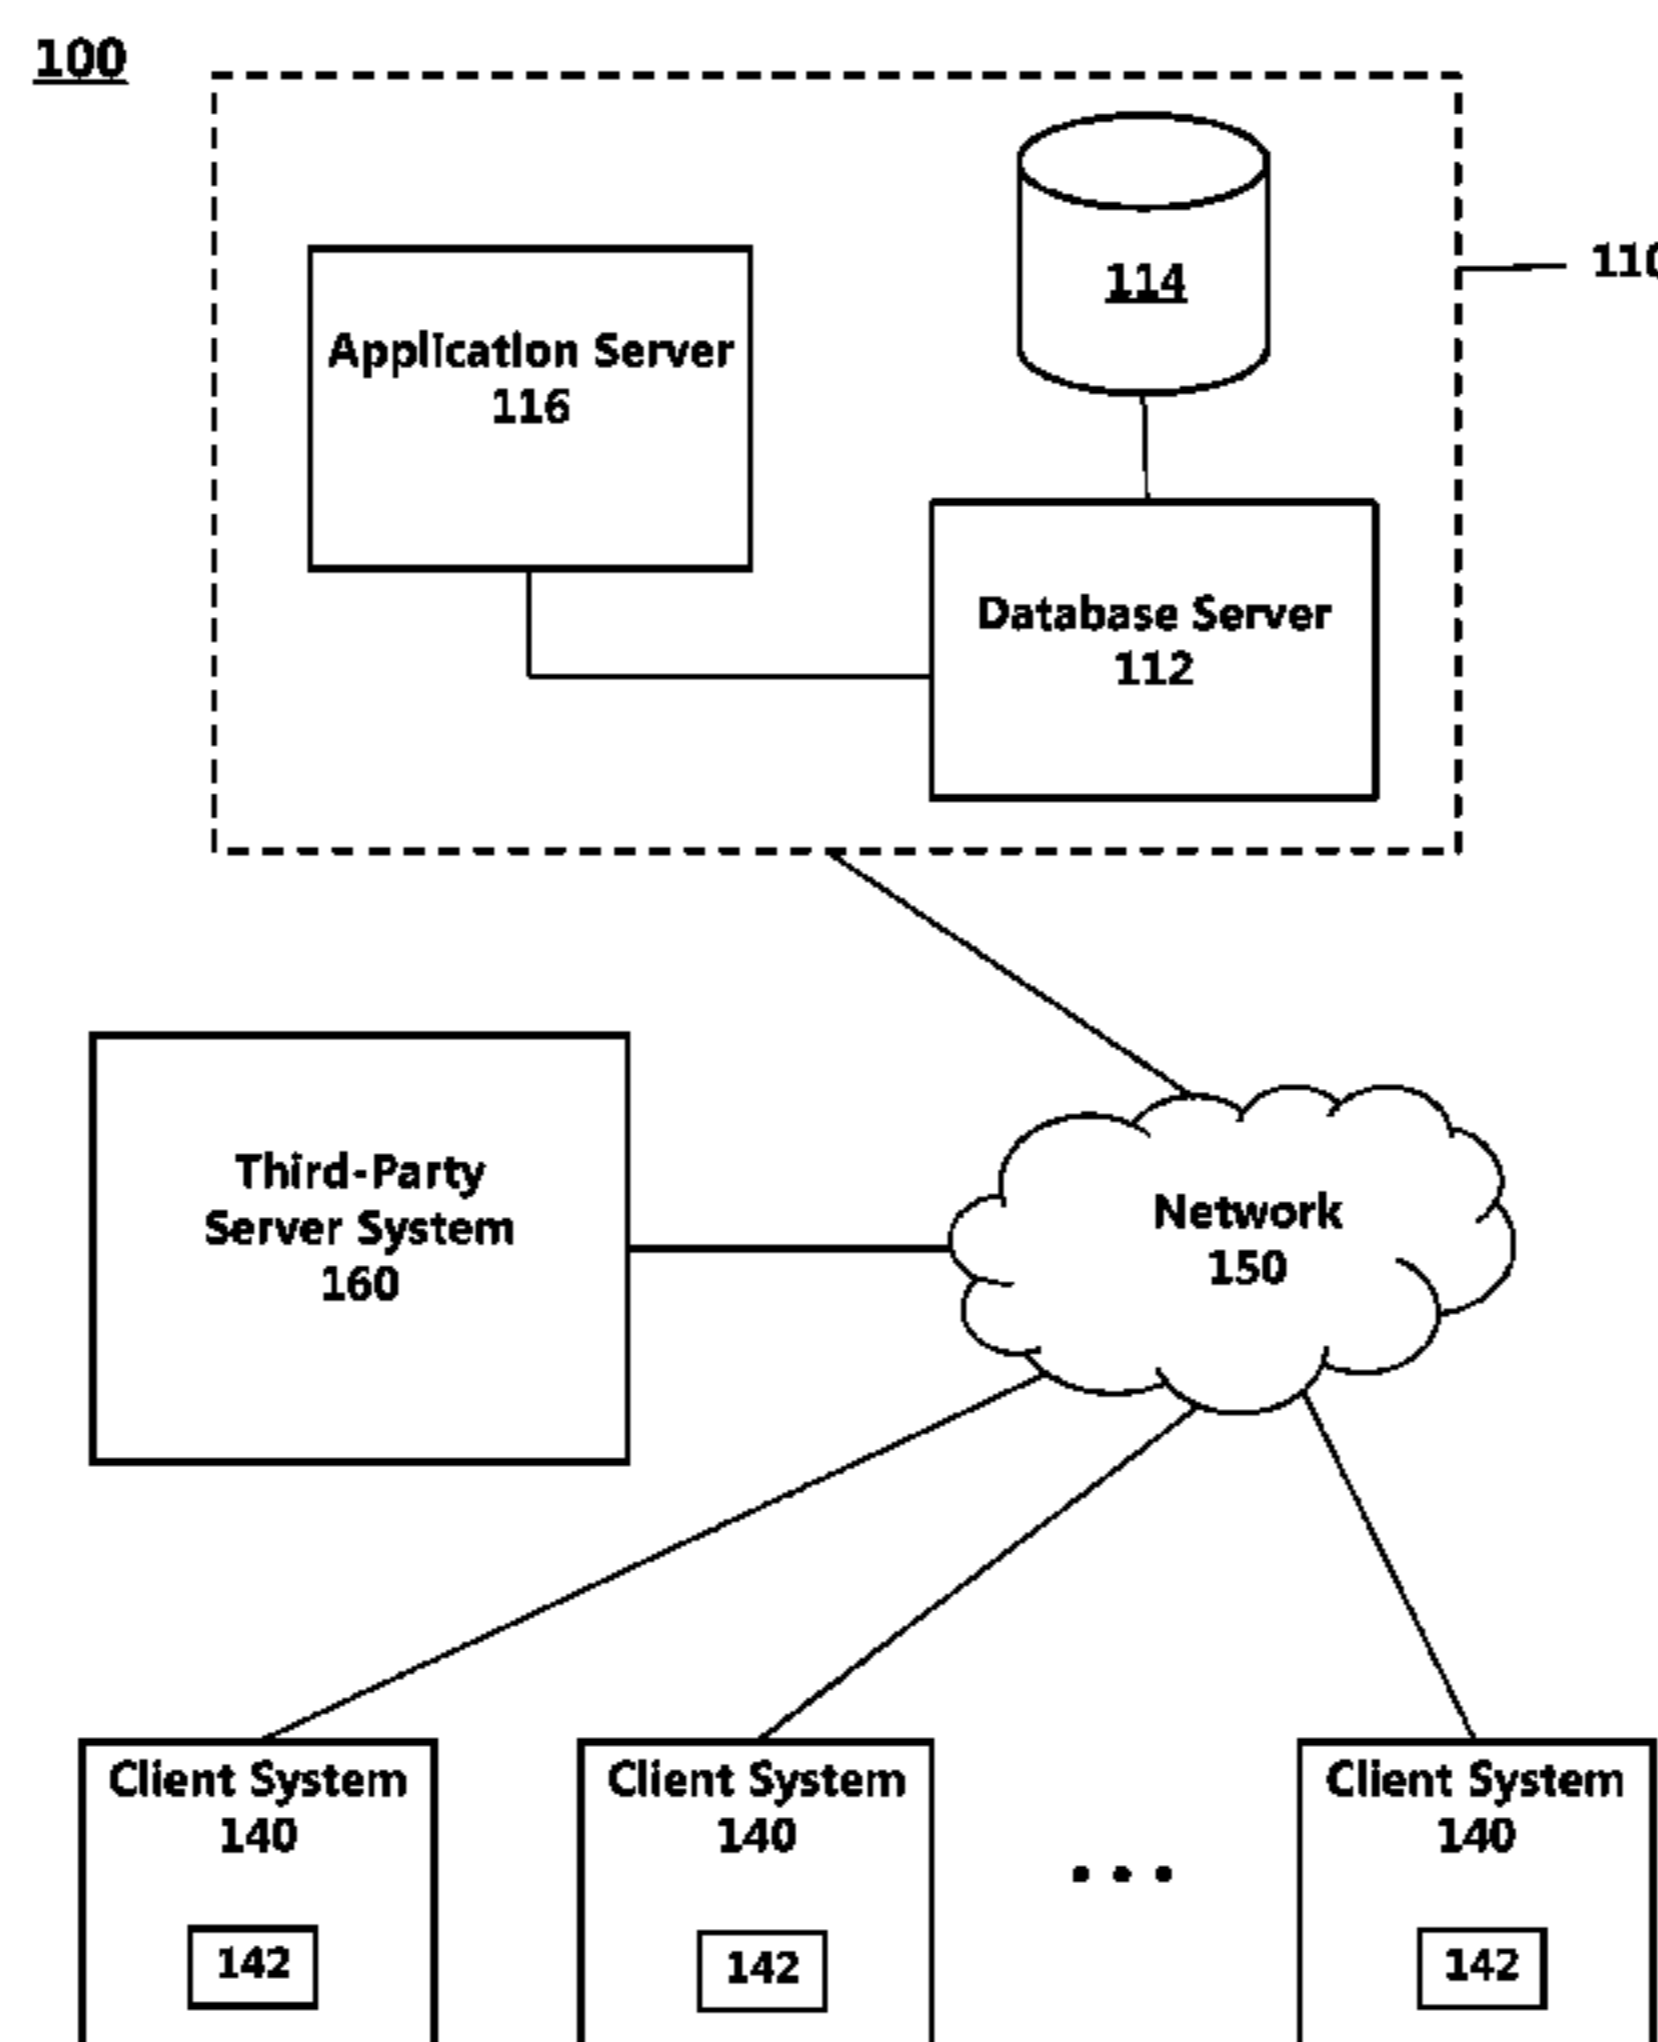 100
114
110
Application Server
116
Database Server
112
Third-Party
Server System
160
Network
150
Client System
140
142
Client System
140
142
...
Client System
140
142